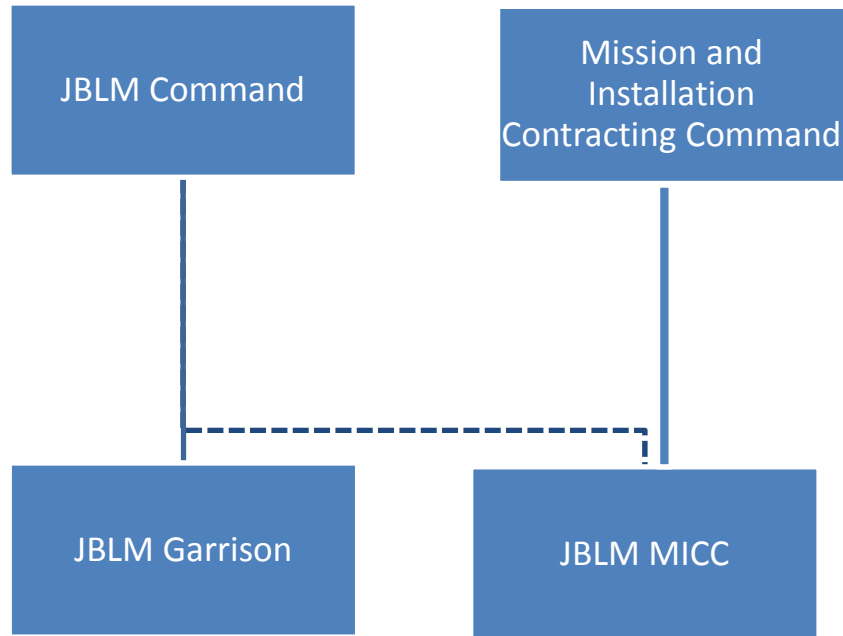 JBLM Command
Mission and
Installation
Contracting Command
JBLM Garrison
JBLM MICC